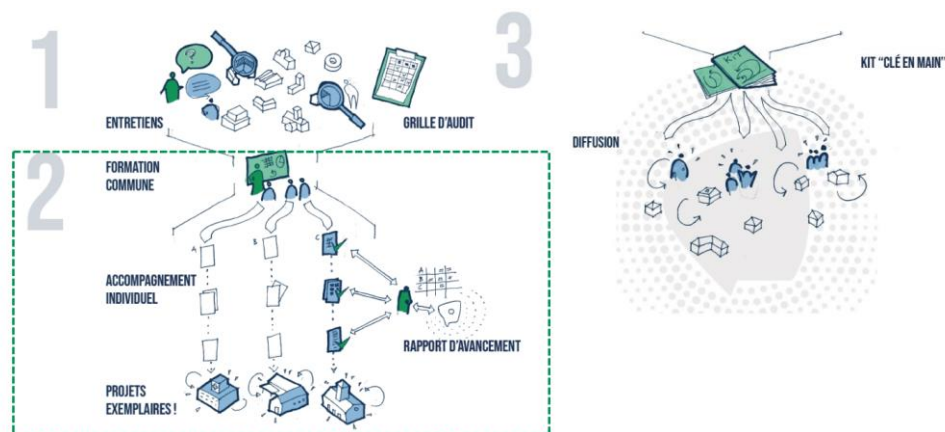 1
ENTRETIENS
GRILLE D'AUDIT
2
FORMATION
COMMUNE
A
B
C
ACCOMPAGNEMENT
INDIVIDUEL
A
B
C
RAPPORT D'AVANCEMENT
PROJETS
EXEMPLAIRES !
3
KIT
KIT "CLÉ EN MAIN"
DIFFUSION